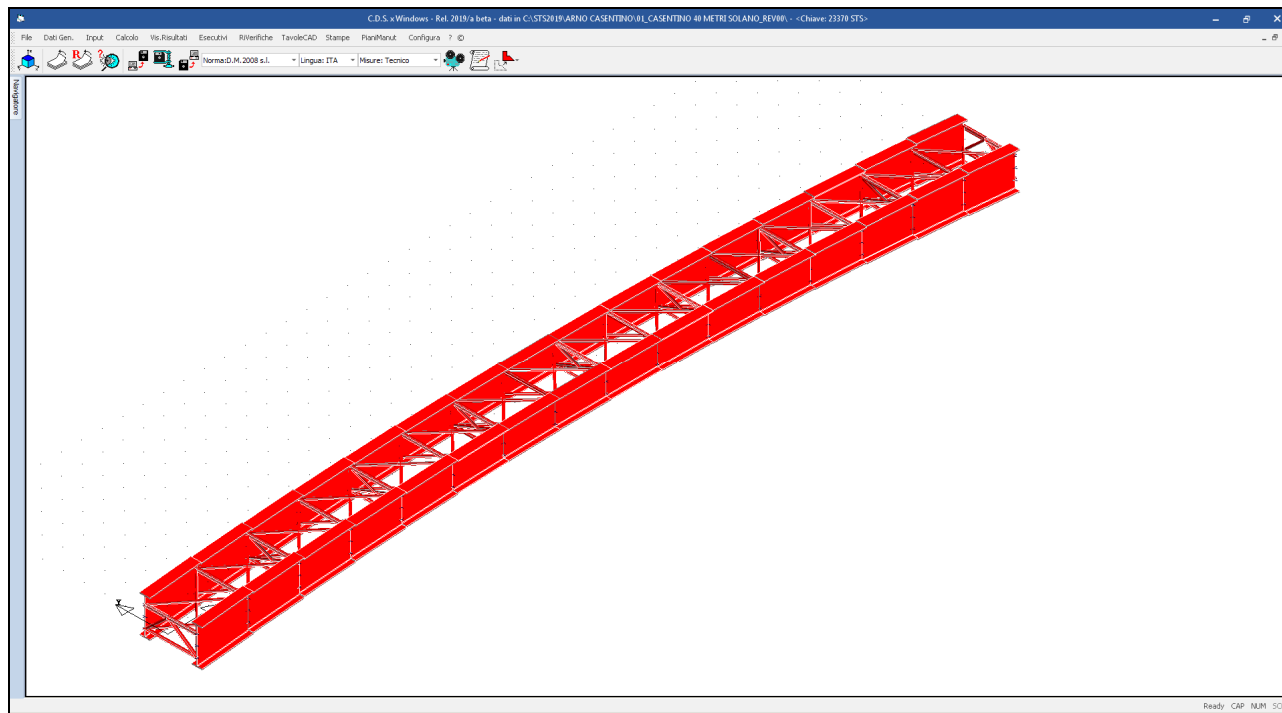 C.D.S. x Windows - Rel. 2019/a beta - dati in C:\STS2019\ARNO CASENTINO\01_CASENTINO 40 METRI SOLANO_REV00\ - <Chiave: 23370 STS>
File Dati Gen. Input Calcolo Vis.Risultati Esecutivi RiVerifiche TavoleCAD Stampe PianiManut Configura ? ©
Norma:D.M.2008 s.l. Lingua: ITA Misure: Tecnico
Navigatore
Ready CAP NUM SC